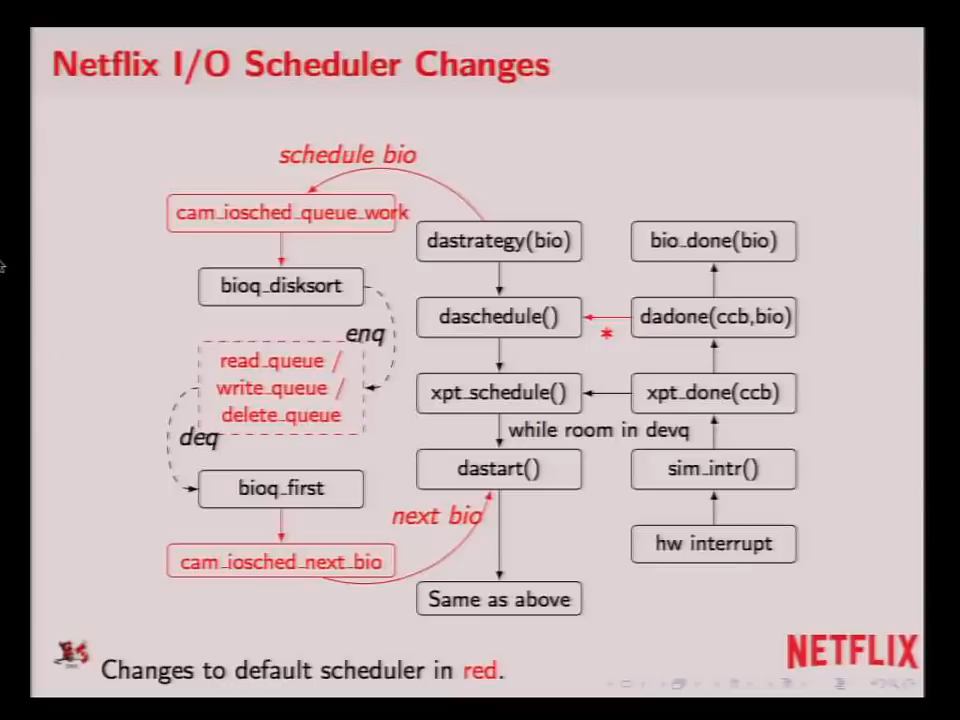 Netflix I/O Scheduler Changes
schedule bio
cam_iosched_queue_work
bioq_disksort
enq
read_queue /
write_queue /
delete_queue
deq
bioq_first
cam_iosched_next_bio
next bio
dastrategy(bio)
daschedule()
xpt_schedule()
while room in devq
dastart()
Same as above
bio_done(bio)
dadone(ccb,bio)
*
xpt_done(ccb)
sim_intr()
hw interrupt
Changes to default scheduler in red.
NETFLIX